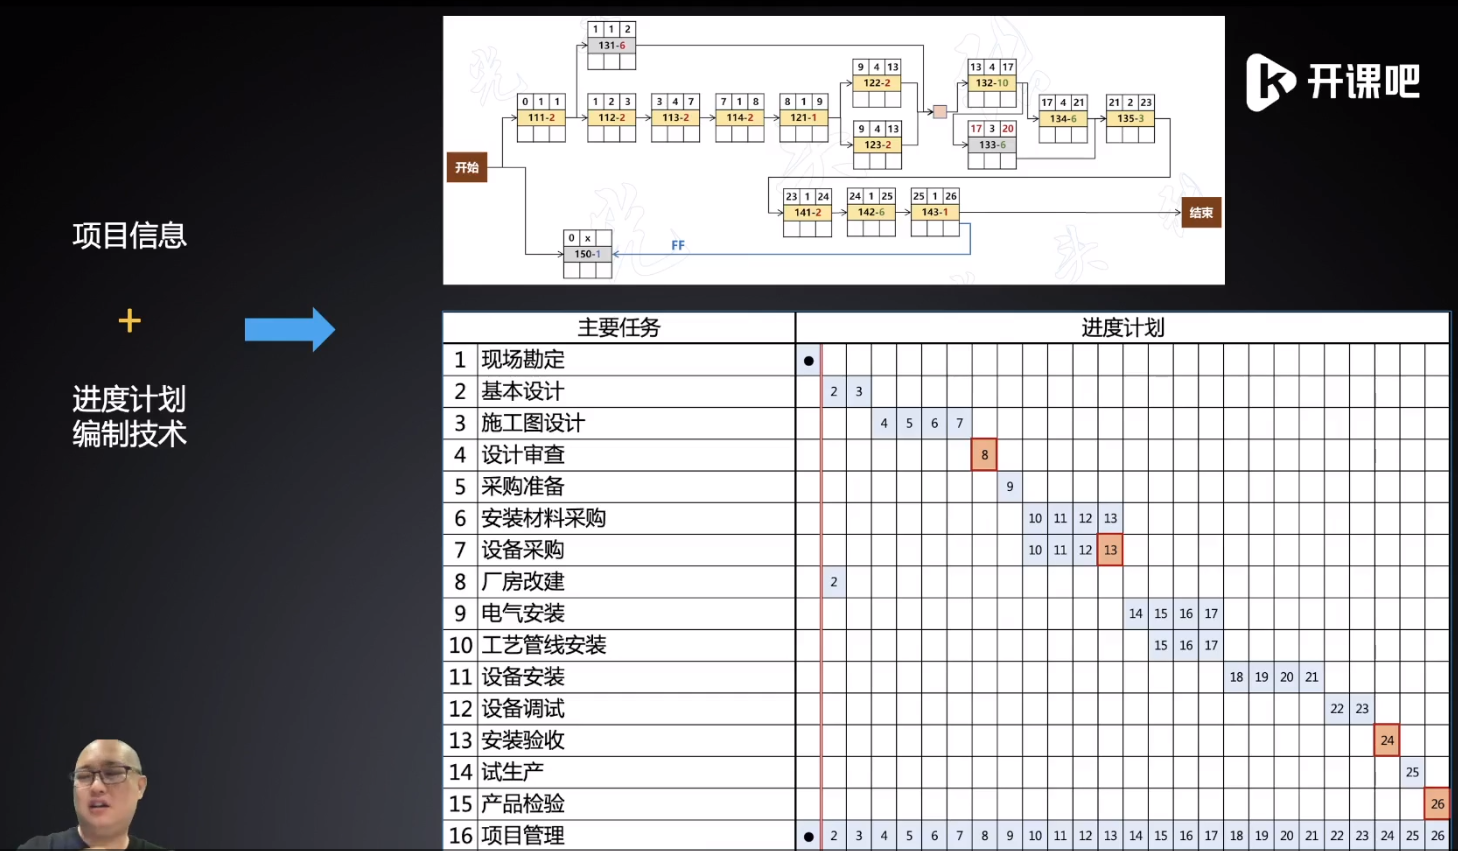 开课吧
项目信息
+
进度计划
编制技术
1 1 2
131-6
0 1 1
111-2
1 2 3
112-2
3 4 7
113-2
7 1 8
114-2
8 1 9
121-1
9 4 13
122-2
9 4 13
123-2
13 4 17
132-10
17 3 20
133-6
17 4 21
134-6
21 2 23
135-3
开始
23 1 24
141-2
24 1 25
142-6
25 1 26
143-1
结束
0 x
150-1
FF
主要任务 进度计划
1 现场勘定 ●
2 基本设计 2 3
3 施工图设计 4 5 6 7
4 设计审查 8
5 采购准备 9
6 安装材料采购 10 11 12 13
7 设备采购 10 11 12 13
8 厂房改建 2
9 电气安装 14 15 16 17
10 工艺管线安装 15 16 17
11 设备安装 18 19 20 21
12 设备调试 22 23
13 安装验收 24
14 试生产 25
15 产品检验 26
16 项目管理 ● 2 3 4 5 6 7 8 9 10 11 12 13 14 15 16 17 18 19 20 21 22 23 24 25 26